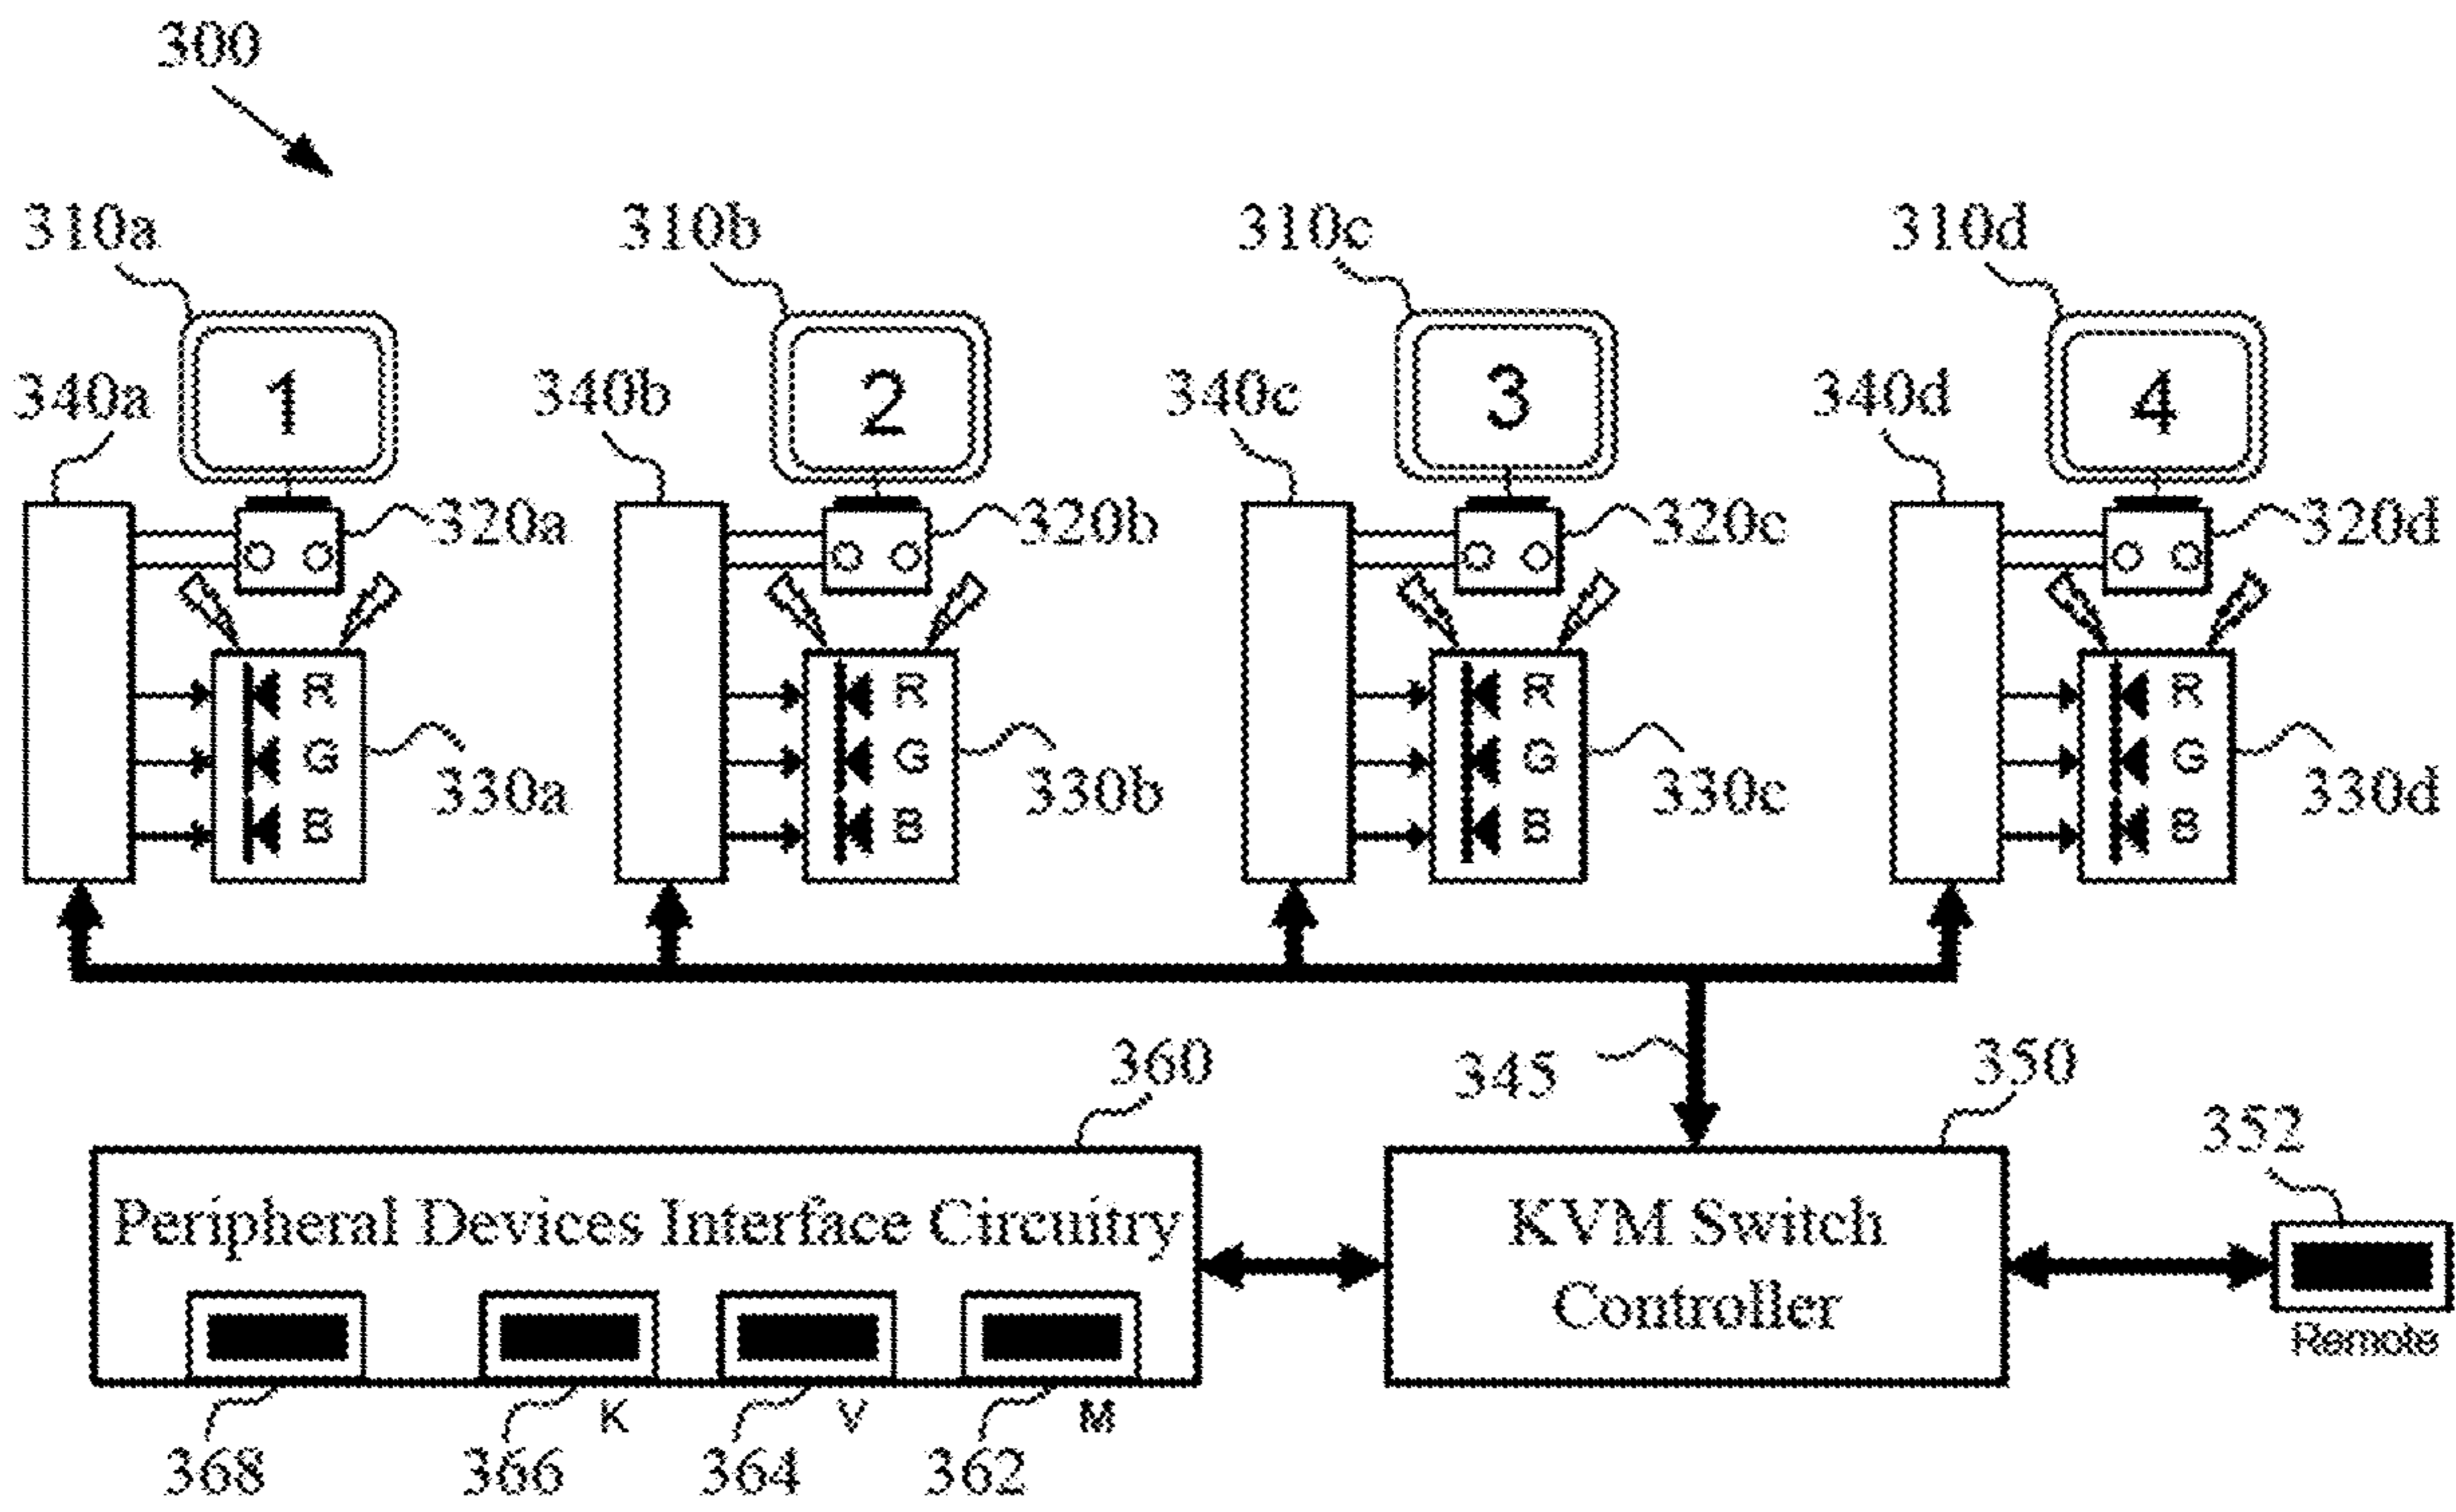 300
310a 310b 310c 310d
340a 1 340b 2 340c 3 340d 4
320a 320b 320c 320d
R R R R
G G G G
330a 330b 330c 330d
B B B B
360 345 350
352
Peripheral Devices Interface Circuitry
KVM Switch
Controller
Remote
K V M
368 366 364 362